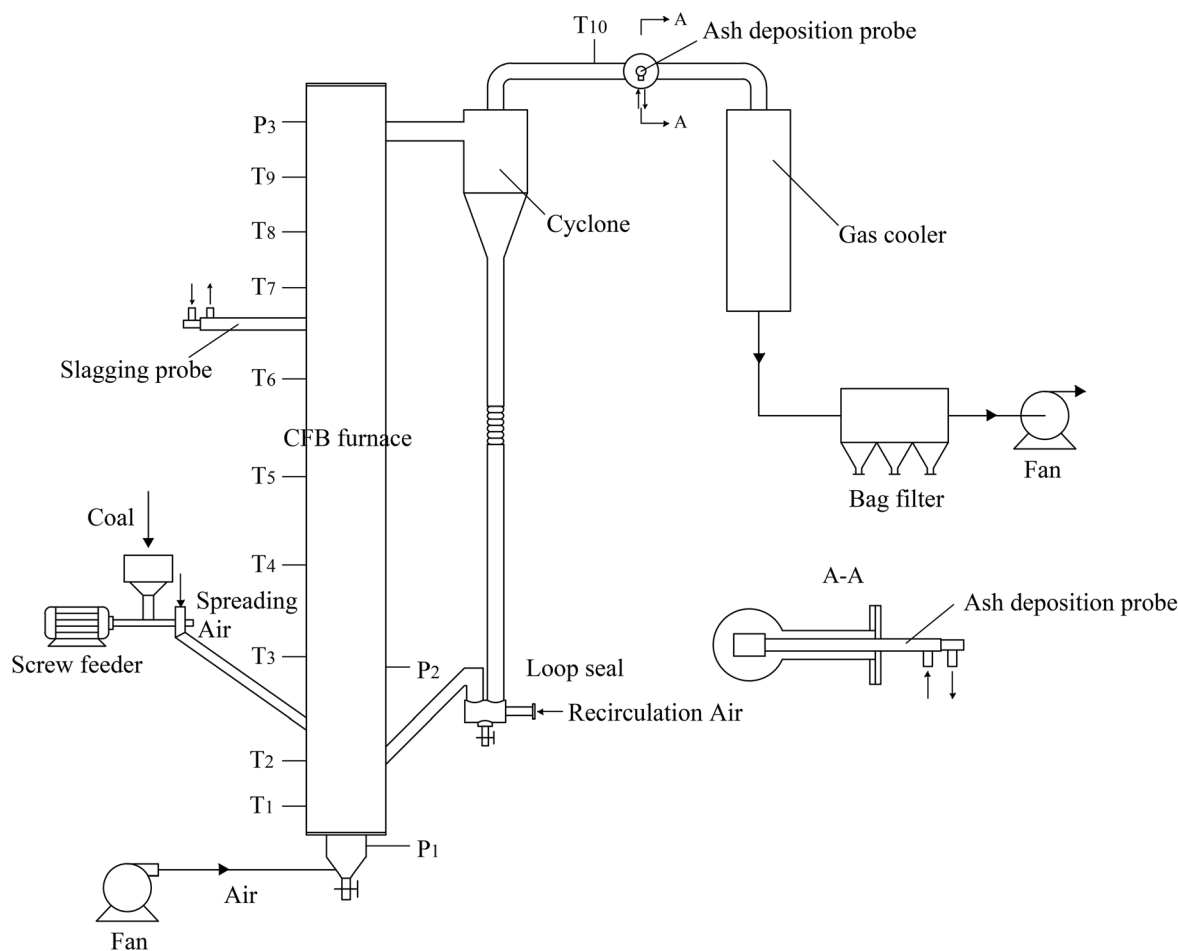 T10
A
Ash deposition probe
A
P3
T9
Cyclone
T8
Gas cooler
T7
Slagging probe
T6
CFB furnace
T5
Fan
Bag filter
Coal
T4
A-A
Spreading
Air
Ash deposition probe
Screw feeder
T3
P2
Loop seal
Recirculation Air
T2
T1
P1
Air
Fan